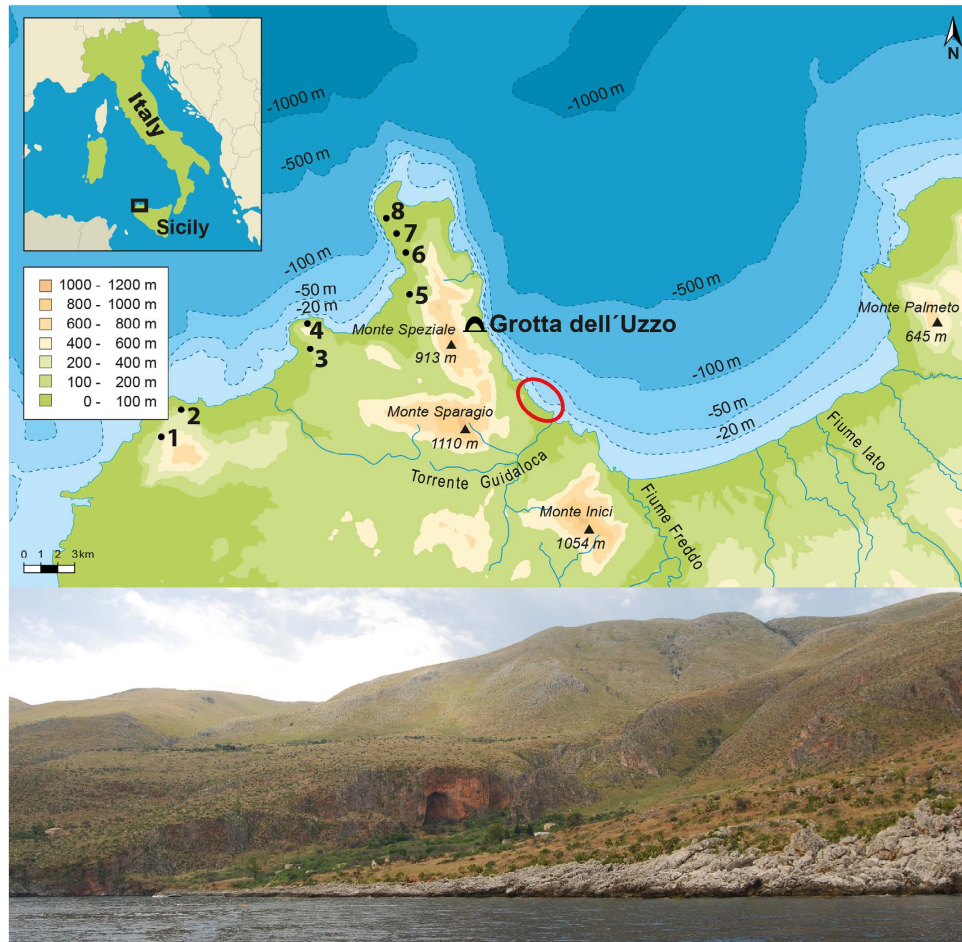 Italy
Sicily
1000 - 1200 m
800 - 1000 m
600 - 800 m
400 - 600 m
200 - 400 m
100 - 200 m
0 - 100 m
N
-1000 m
-1000 m
-500 m
-500 m
-100 m
-50 m
-20 m
-100 m
-50 m
-20 m
8
7
6
5
4
3
2
1
Grotta dell´Uzzo
Monte Speziale
913 m
Monte Palmeto
645 m
Monte Sparagio
1110 m
Torrente Guidaloca
Monte Inici
1054 m
Fiume Freddo
Fiume Iato
0 1 2 3km